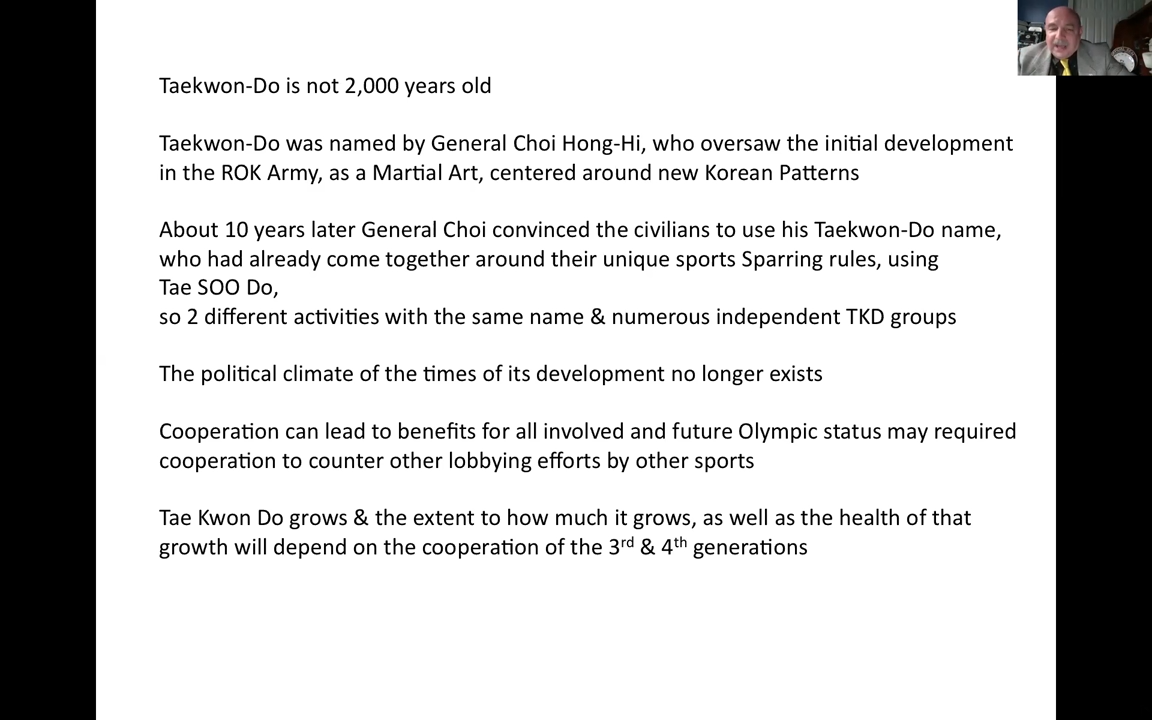 Taekwon-Do is not 2,000 years old
Taekwon-Do was named by General Choi Hong-Hi, who oversaw the initial development
in the ROK Army, as a Martial Art, centered around new Korean Patterns
About 10 years later General Choi convinced the civilians to use his Taekwon-Do name,
who had already come together around their unique sports Sparring rules, using
Tae SOO Do,
so 2 different activities with the same name & numerous independent TKD groups
The political climate of the times of its development no longer exists
Cooperation can lead to benefits for all involved and future Olympic status may required
cooperation to counter other lobbying efforts by other sports
Tae Kwon Do grows & the extent to how much it grows, as well as the health of that
growth will depend on the cooperation of the 3rd & 4th generations